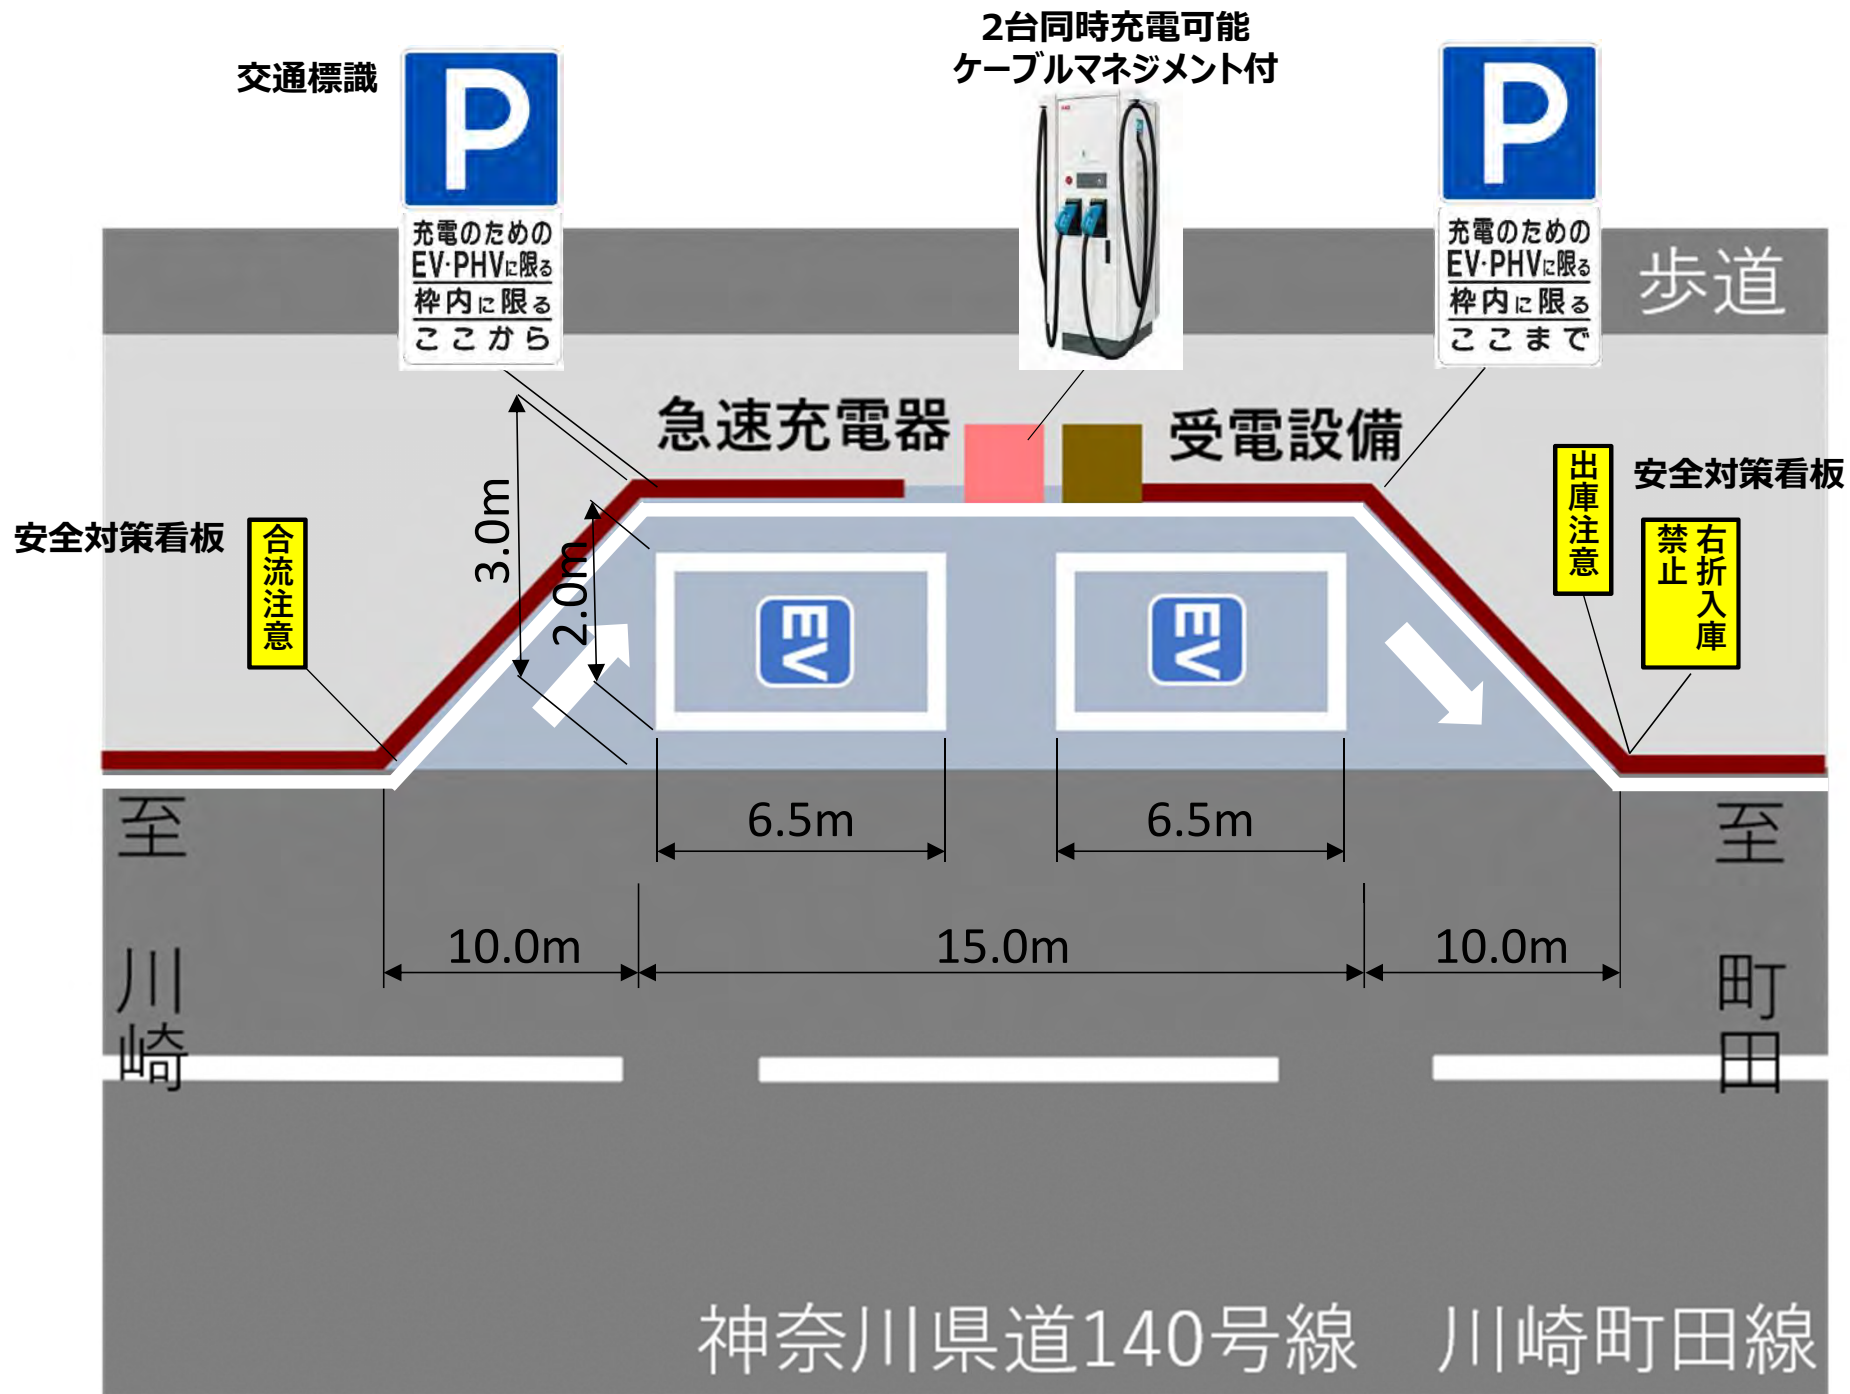 2台同時充電可能
ケーブルマネジメント付
交通標識
P
充電のための
EV・PHVに限る
枠内に限る
ここから
P
充電のための
EV・PHVに限る
枠内に限る
ここまで
ABB
歩道
急速充電器
受電設備
安全対策看板
合流注意
3.0m
2.0m
EV
EV
出庫注意
安全対策看板
右折入庫
禁止
6.5m
6.5m
10.0m
15.0m
10.0m
至 川崎
至 町田
神奈川県道140号線 川崎町田線